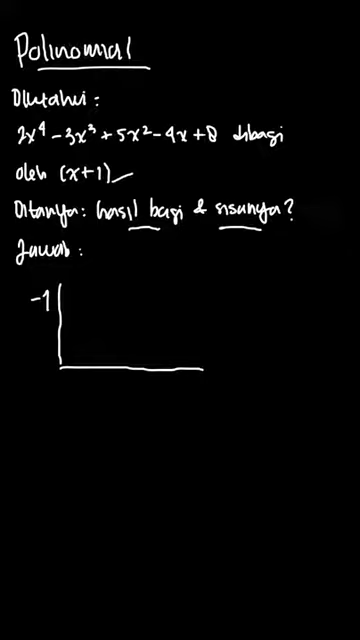 Polinomial
Diketahui :
2x⁴ - 3x³ + 5x² - 4x + 8 dibagi
oleh (x+1)
Ditanya : hasil bagi & sisanya ?
Jawab :
-1